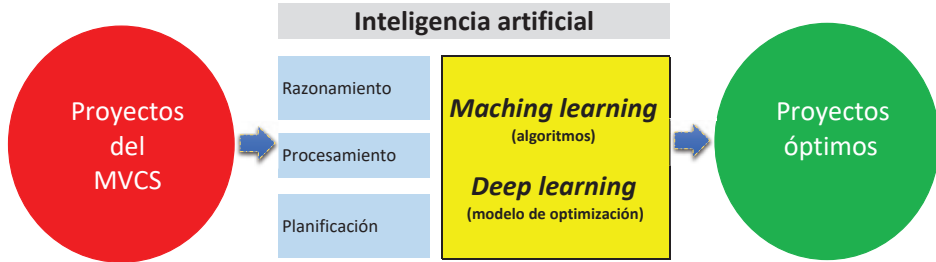 Inteligencia artificial
Proyectos
del
MVCS
Razonamiento
Procesamiento
Planificación
Maching learning
(algoritmos)
Deep learning
(modelo de optimización)
Proyectos
óptimos